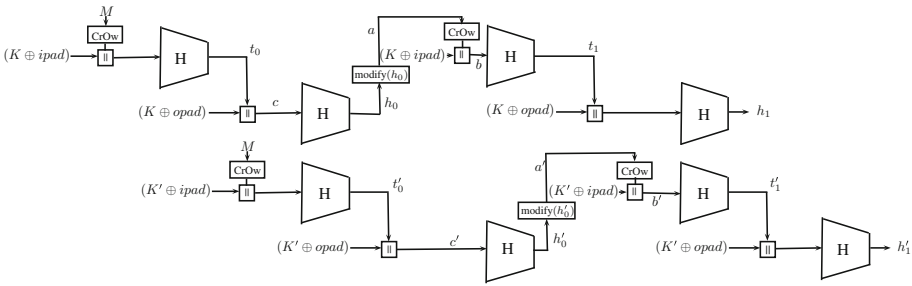 M
CrOw
(K ⊕ ipad)
||
H
t₀
(K ⊕ opad)
||
c
H
h₀
modify(h₀)
a
CrOw
(K ⊕ ipad)
||
b
H
t₁
(K ⊕ opad)
||
H
h₁
M
CrOw
(K′ ⊕ ipad)
||
H
t′₀
(K′ ⊕ opad)
||
c′
H
h′₀
modify(h′₀)
a′
CrOw
(K′ ⊕ ipad)
||
b′
H
t′₁
(K′ ⊕ opad)
||
H
h′₁